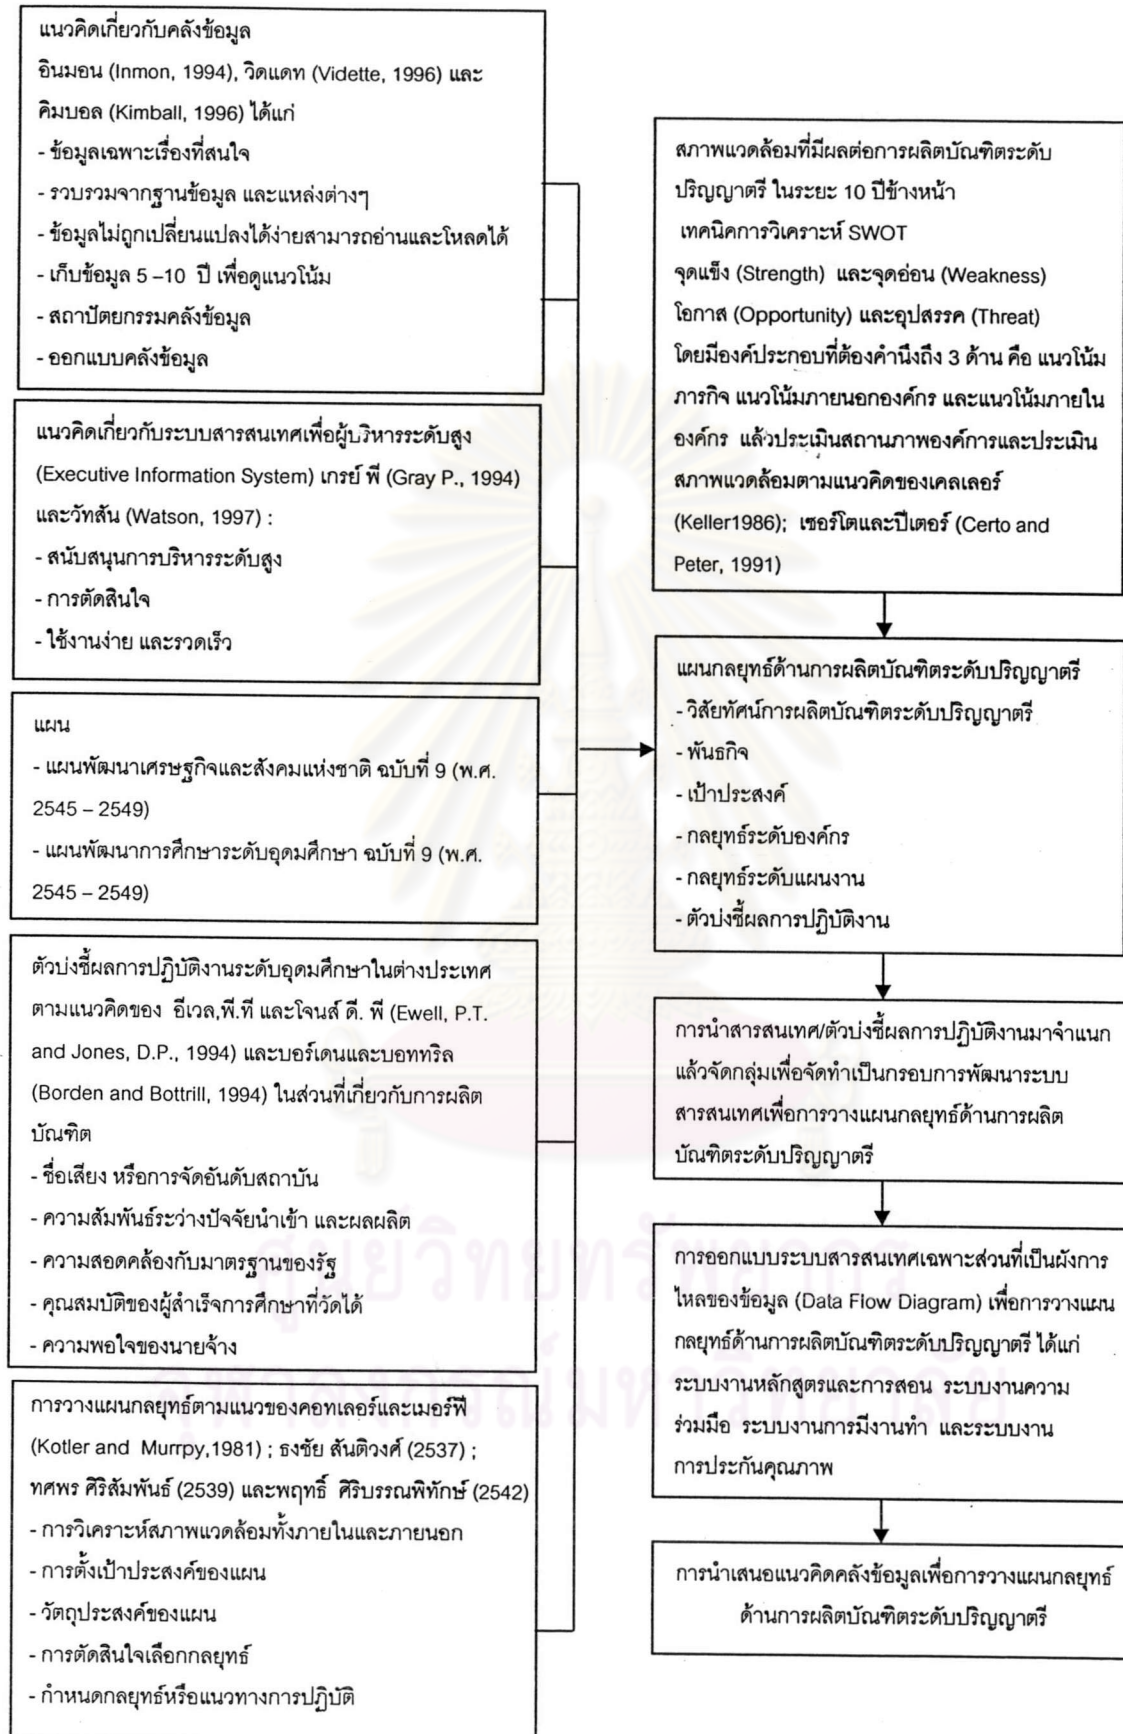 แนวคิดเกี่ยวกับคลังข้อมูล
อินมอน (Inmon, 1994), วิดแดท (Vidette, 1996) และ
คิมบอล (Kimball, 1996) ได้แก่
- ข้อมูลเฉพาะเรื่องที่สนใจ
- รวบรวมจากฐานข้อมูล และแหล่งต่างๆ
- ข้อมูลไม่ถูกเปลี่ยนแปลงได้ง่ายสามารถอ่านและโหลดได้
- เก็บข้อมูล 5 –10 ปี เพื่อดูแนวโน้ม
- สถาปัตยกรรมคลังข้อมูล
- ออกแบบคลังข้อมูล
แนวคิดเกี่ยวกับระบบสารสนเทศเพื่อผู้บริหารระดับสูง
(Executive Information System) เกรย์ พี (Gray P., 1994)
และวัทสัน (Watson, 1997) :
- สนับสนุนการบริหารระดับสูง
- การตัดสินใจ
- ใช้งานง่าย และรวดเร็ว
แผน
- แผนพัฒนาเศรษฐกิจและสังคมแห่งชาติ ฉบับที่ 9 (พ.ศ.
2545 – 2549)
- แผนพัฒนาการศึกษาระดับอุดมศึกษา ฉบับที่ 9 (พ.ศ.
2545 – 2549)
ตัวบ่งชี้ผลการปฏิบัติงานระดับอุดมศึกษาในต่างประเทศ
ตามแนวคิดของ อีเวล,พี.ที และโจนส์ ดี. พี (Ewell, P.T.
and Jones, D.P., 1994) และบอร์เดนและบอททริล
(Borden and Bottrill, 1994) ในส่วนที่เกี่ยวกับการผลิต
บัณฑิต
- ชื่อเสียง หรือการจัดอันดับสถาบัน
- ความสัมพันธ์ระว่างปัจจัยนำเข้า และผลผลิต
- ความสอดคล้องกับมาตรฐานของรัฐ
- คุณสมบัติของผู้สำเร็จการศึกษาที่วัดได้
- ความพอใจของนายจ้าง
การวางแผนกลยุทธ์ตามแนวของคอทเลอร์และเมอร์ฟี
(Kotler and Murrpy,1981) ; ธงชัย สันติวงศ์ (2537) ;
ทศพร ศิริสัมพันธ์ (2539) และพฤทธิ์ ศิริบรรณพิทักษ์ (2542)
- การวิเคราะห์สภาพแวดล้อมทั้งภายในและภายนอก
- การตั้งเป้าประสงค์ของแผน
- วัตถุประสงค์ของแผน
- การตัดสินใจเลือกกลยุทธ์
- กำหนดกลยุทธ์หรือแนวทางการปฏิบัติ
สภาพแวดล้อมที่มีผลต่อการผลิตบัณฑิตระดับ
ปริญญาตรี ในระยะ 10 ปีข้างหน้า
เทคนิคการวิเคราะห์ SWOT
จุดแข็ง (Strength) และจุดอ่อน (Weakness)
โอกาส (Opportunity) และอุปสรรค (Threat)
โดยมีองค์ประกอบที่ต้องคำนึงถึง 3 ด้าน คือ แนวโน้ม
ภารกิจ แนวโน้มภายนอกองค์กร และแนวโน้มภายใน
องค์กร แล้วประเมินสถานภาพองค์การและประเมิน
สภาพแวดล้อมตามแนวคิดของเคลเลอร์
(Keller1986); เซอร์โตและปีเตอร์ (Certo and
Peter, 1991)
แผนกลยุทธ์ด้านการผลิตบัณฑิตระดับปริญญาตรี
- วิสัยทัศน์การผลิตบัณฑิตระดับปริญญาตรี
- พันธกิจ
- เป้าประสงค์
- กลยุทธ์ระดับองค์กร
- กลยุทธ์ระดับแผนงาน
- ตัวบ่งชี้ผลการปฏิบัติงาน
การนำสารสนเทศ/ตัวบ่งชี้ผลการปฏิบัติงานมาจำแนก
แล้วจัดกลุ่มเพื่อจัดทำเป็นกรอบการพัฒนาระบบ
สารสนเทศเพื่อการวางแผนกลยุทธ์ด้านการผลิต
บัณฑิตระดับปริญญาตรี
การออกแบบระบบสารสนเทศเฉพาะส่วนที่เป็นผังการ
ไหลของข้อมูล (Data Flow Diagram) เพื่อการวางแผน
กลยุทธ์ด้านการผลิตบัณฑิตระดับปริญญาตรี ได้แก่
ระบบงานหลักสูตรและการสอน ระบบงานความ
ร่วมมือ ระบบงานการมีงานทำ และระบบงาน
การประกันคุณภาพ
การนำเสนอแนวคิดคลังข้อมูลเพื่อการวางแผนกลยุทธ์
ด้านการผลิตบัณฑิตระดับปริญญาตรี
ศูนย์วิทยทรัพยากร
จุฬาลงกรณ์มหาวิทยาลัย